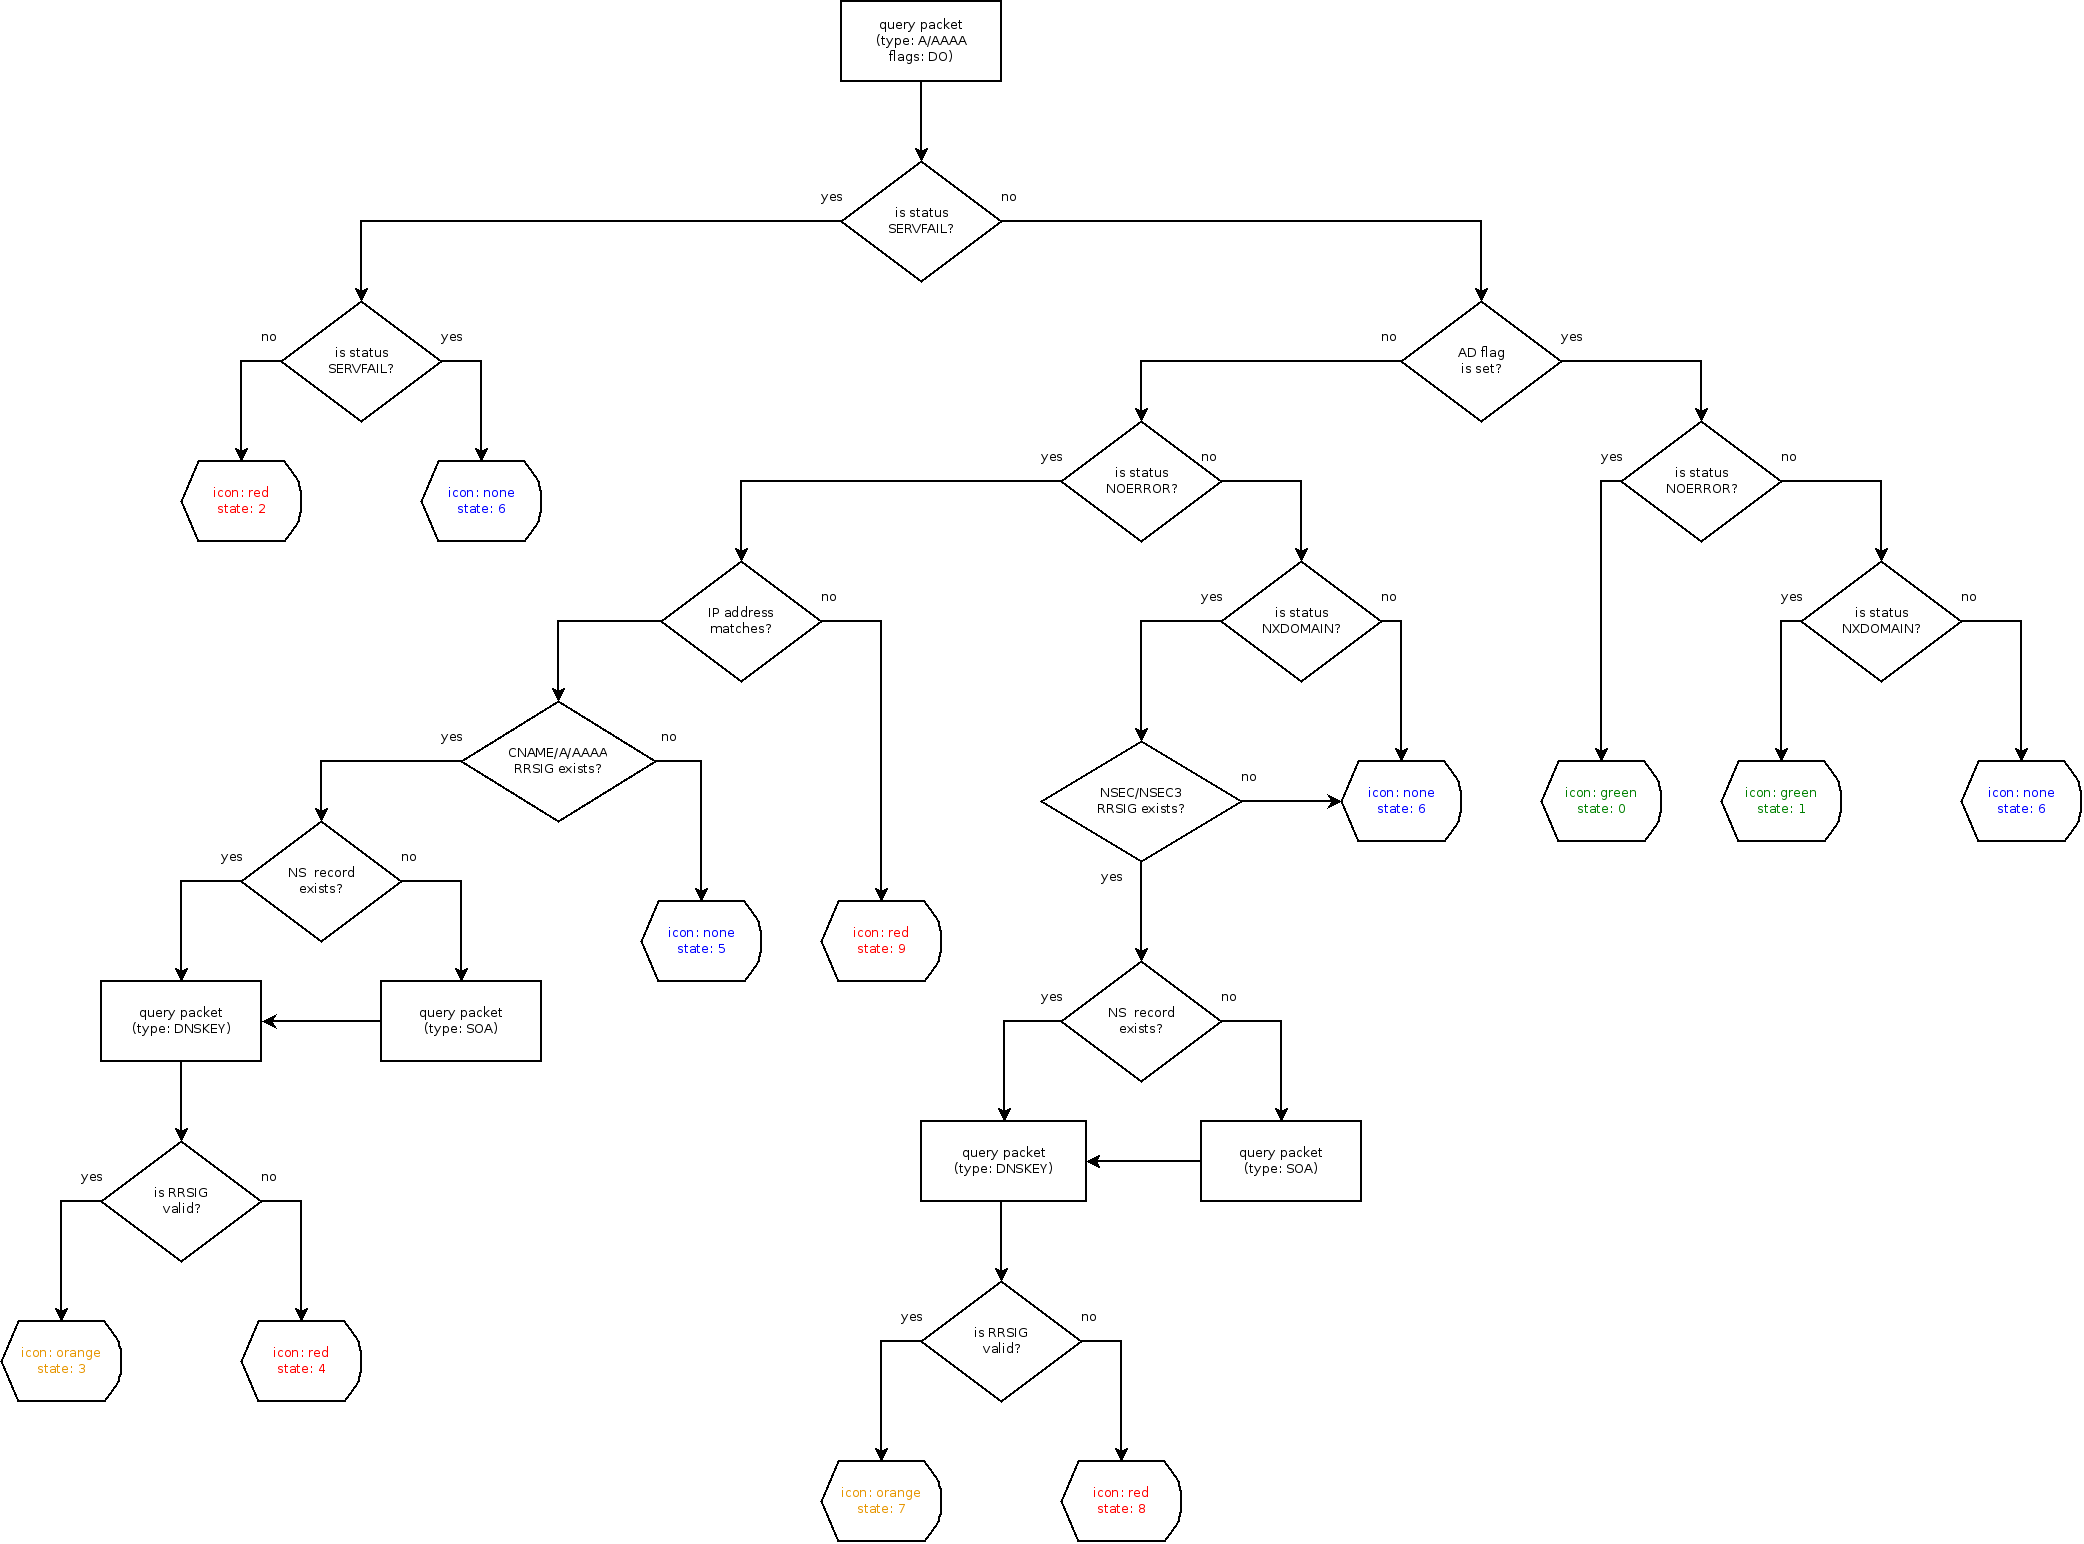 query packet
(type: A/AAAA
flags: DO)
yes
no
is status
SERVFAIL?
no
yes
is status
SERVFAIL?
no
yes
AD flag
is set?
yes
no
is status
NOERROR?
yes
no
is status
NOERROR?
icon: red
state: 2
icon: none
state: 6
no
IP address
matches?
yes
no
is status
NXDOMAIN?
yes
no
is status
NXDOMAIN?
yes
no
CNAME/A/AAAA
RRSIG exists?
NSEC/NSEC3
RRSIG exists?
no
icon: none
state: 6
icon: green
state: 0
icon: green
state: 1
icon: none
state: 6
yes
no
NS record
exists?
yes
icon: none
state: 5
icon: red
state: 9
query packet
(type: DNSKEY)
query packet
(type: SOA)
yes
no
NS record
exists?
query packet
(type: DNSKEY)
query packet
(type: SOA)
yes
no
is RRSIG
valid?
yes
no
is RRSIG
valid?
icon: orange
state: 3
icon: red
state: 4
icon: orange
state: 7
icon: red
state: 8